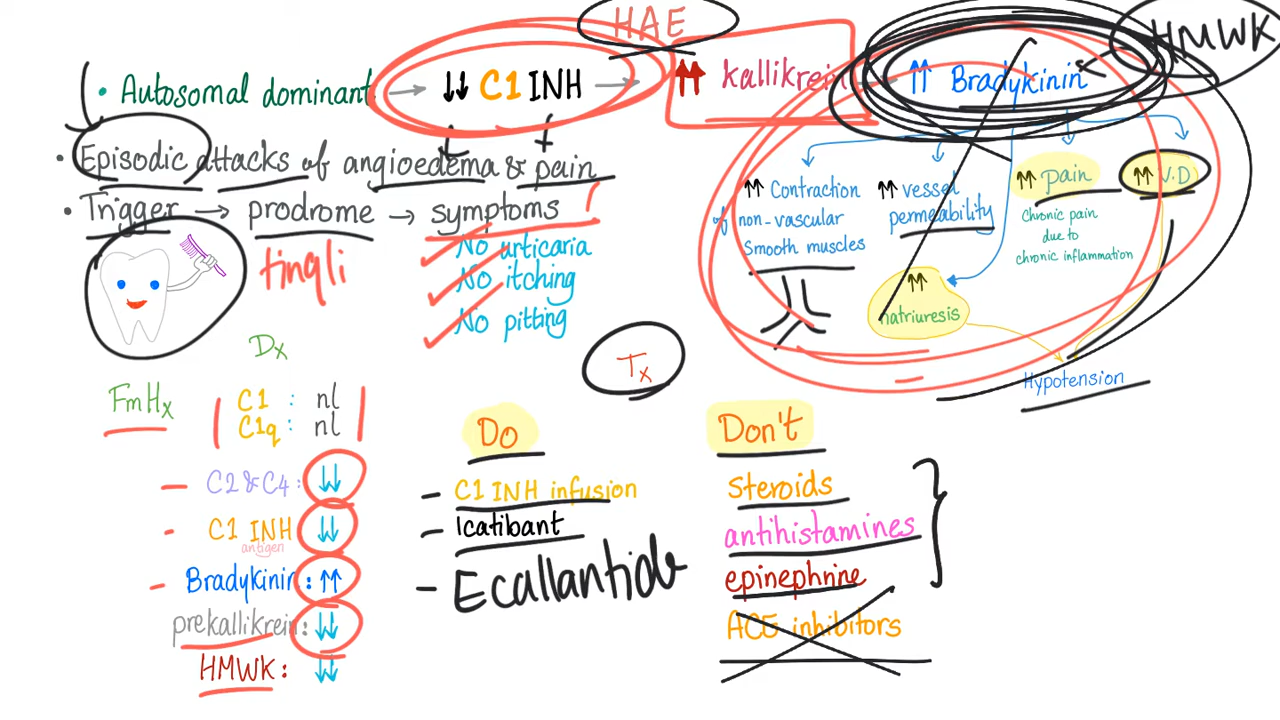 HAE
HMWK
• Autosomal dominant → ↓↓ C1 INH → ↑↑ kallikrein → ↑↑ Bradykinin
• Episodic attacks of angioedema & pain
• Trigger → prodrome → symptoms
tingli
No urticaria
No itching
No pitting
↑↑ Contraction
of non-vascular
Smooth muscles
↑↑ vessel
permeability
↑↑ pain
Chronic pain
due to
chronic inflammation
↑↑ V.D
↑↑
natriuresis
Hypotension
Dx
FmHx
C1 : nl
C1q : nl
C2 & C4 : ↓↓
C1 INH ↓↓
antigen
Bradykinin : ↑↑
prekallikrein : ↓↓
HMWK : ↓↓
Tx
Do
- C1 INH infusion
- Icatibant
- Ecallantide
Don't
Steroids
antihistamines
epinephrine
ACE inhibitors